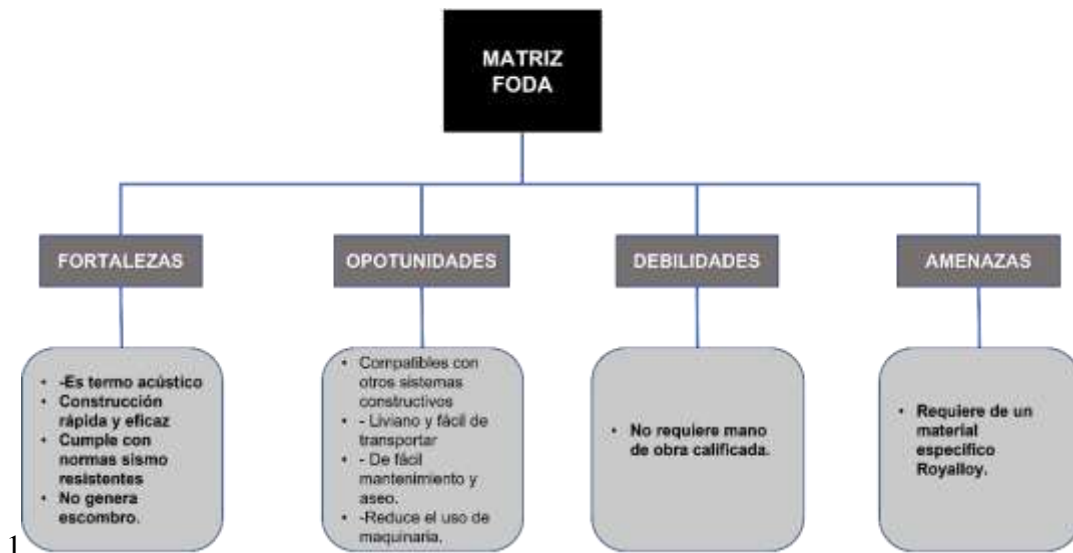 MATRIZ
FODA
FORTALEZAS
OPOTUNIDADES
DEBILIDADES
AMENAZAS
• -Es termo acústico
• Construcción
rápida y eficaz
• Cumple con
normas sismo
resistentes
• No genera
escombro.
• Compatibles con
otros sistemas
constructivos
• - Liviano y fácil de
transportar
• - De fácil
mantenimiento y
aseo.
• -Reduce el uso de
maquinaria.
• No requiere mano
de obra calificada.
• Requiere de un
material
especifico
Royalloy.
1